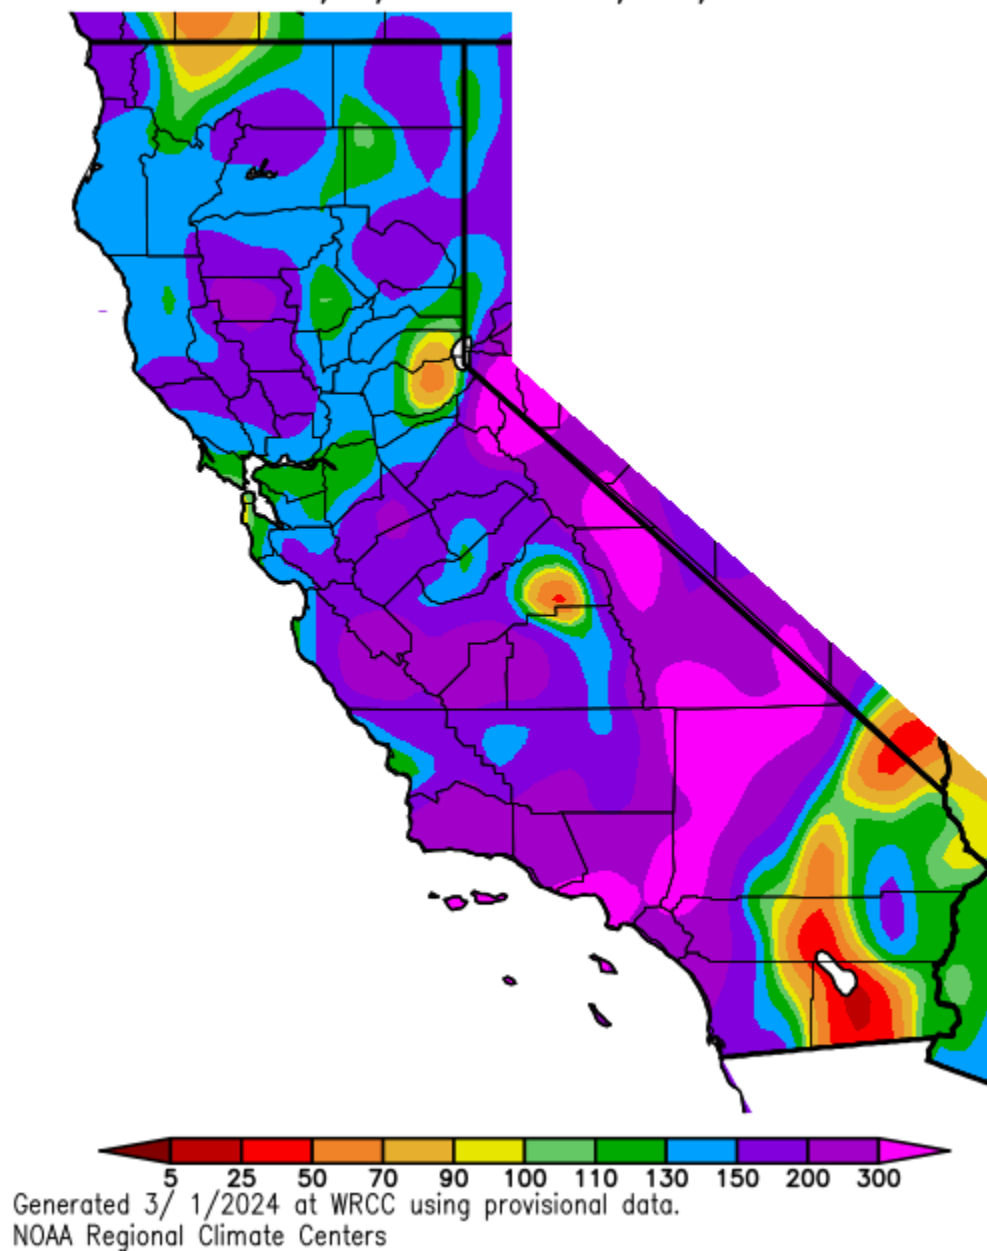 5 25 50 70 90 100 110 130 150 200 300
Generated 3/ 1/2024 at WRCC using provisional data.
NOAA Regional Climate Centers